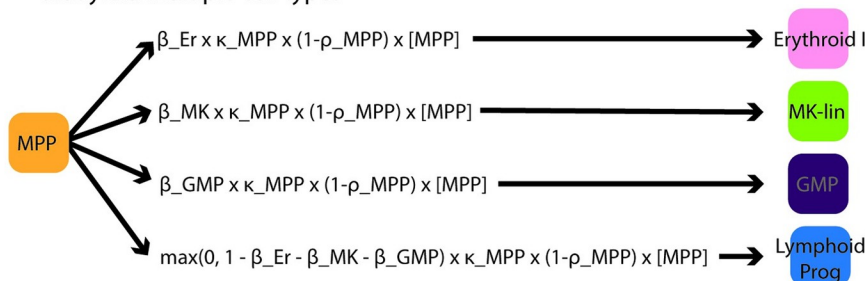 β_Er x κ_MPP x (1-ρ_MPP) x [MPP]
Erythroid I
β_MK x κ_MPP x (1-ρ_MPP) x [MPP]
MK-lin
MPP
β_GMP x κ_MPP x (1-ρ_MPP) x [MPP]
GMP
max(0, 1 - β_Er - β_MK - β_GMP) x κ_MPP x (1-ρ_MPP) x [MPP]
Lymphoid
Prog